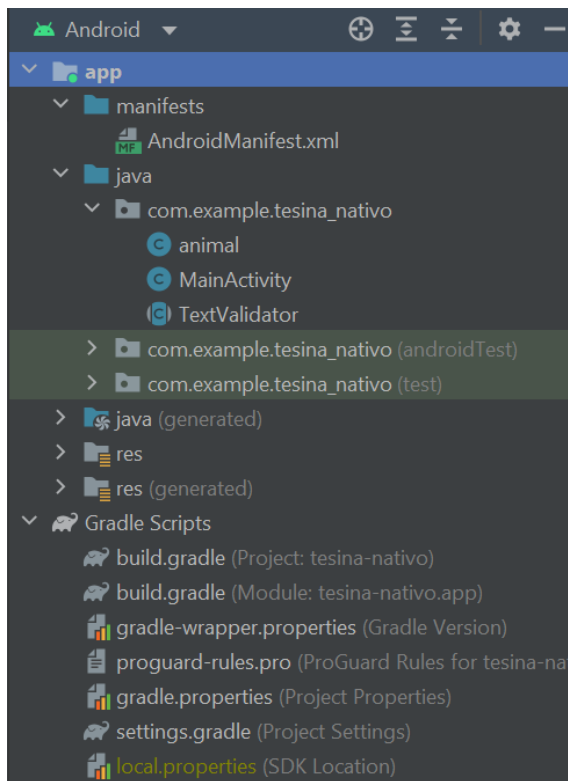 Android
app
manifests
MF AndroidManifest.xml
java
com.example.tesina_nativo
C animal
C MainActivity
C TextValidator
com.example.tesina_nativo (androidTest)
com.example.tesina_nativo (test)
java (generated)
res
res (generated)
Gradle Scripts
build.gradle (Project: tesina-nativo)
build.gradle (Module: tesina-nativo.app)
gradle-wrapper.properties (Gradle Version)
proguard-rules.pro (ProGuard Rules for tesina-na
gradle.properties (Project Properties)
settings.gradle (Project Settings)
local.properties (SDK Location)